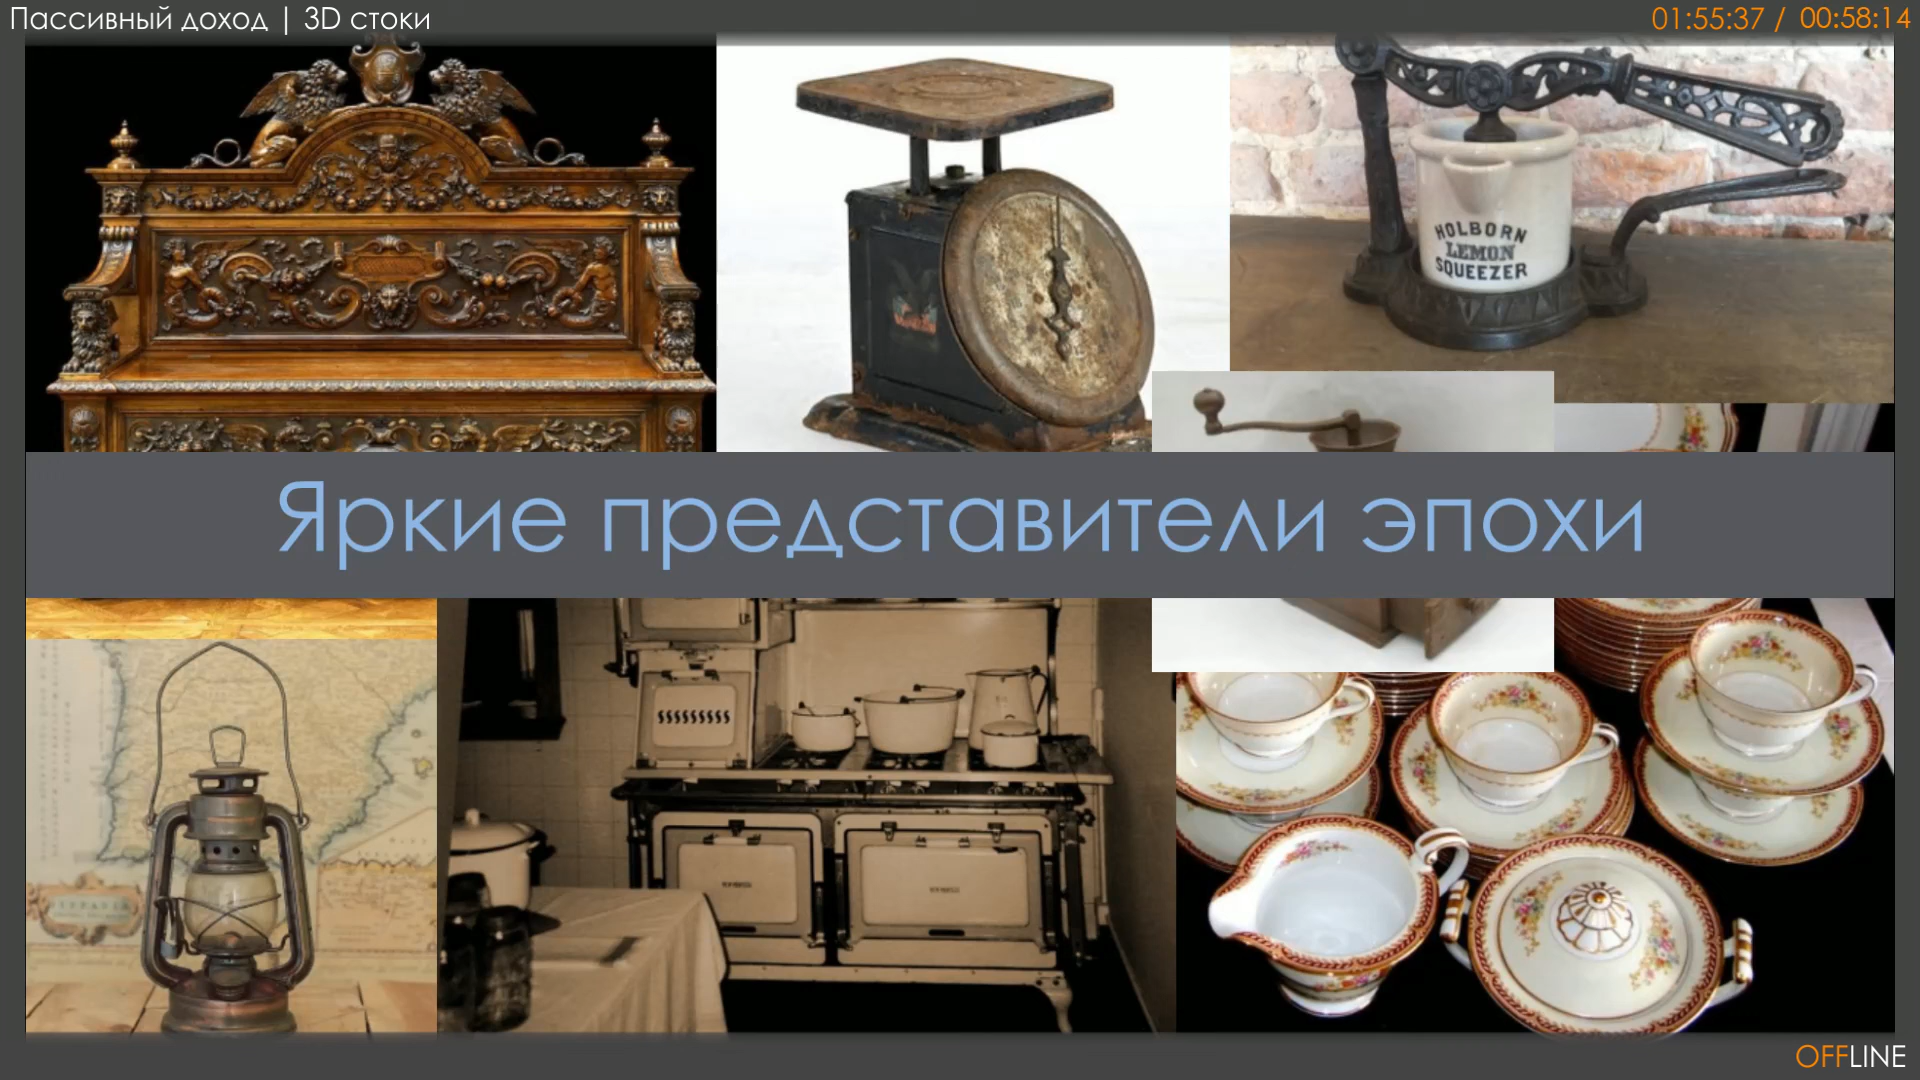 Пассивный доход | 3D стоки
01:55:37 / 00:58:14
HOLBORN
LEMON
SQUEEZER
Яркие представители эпохи
OFFLINE